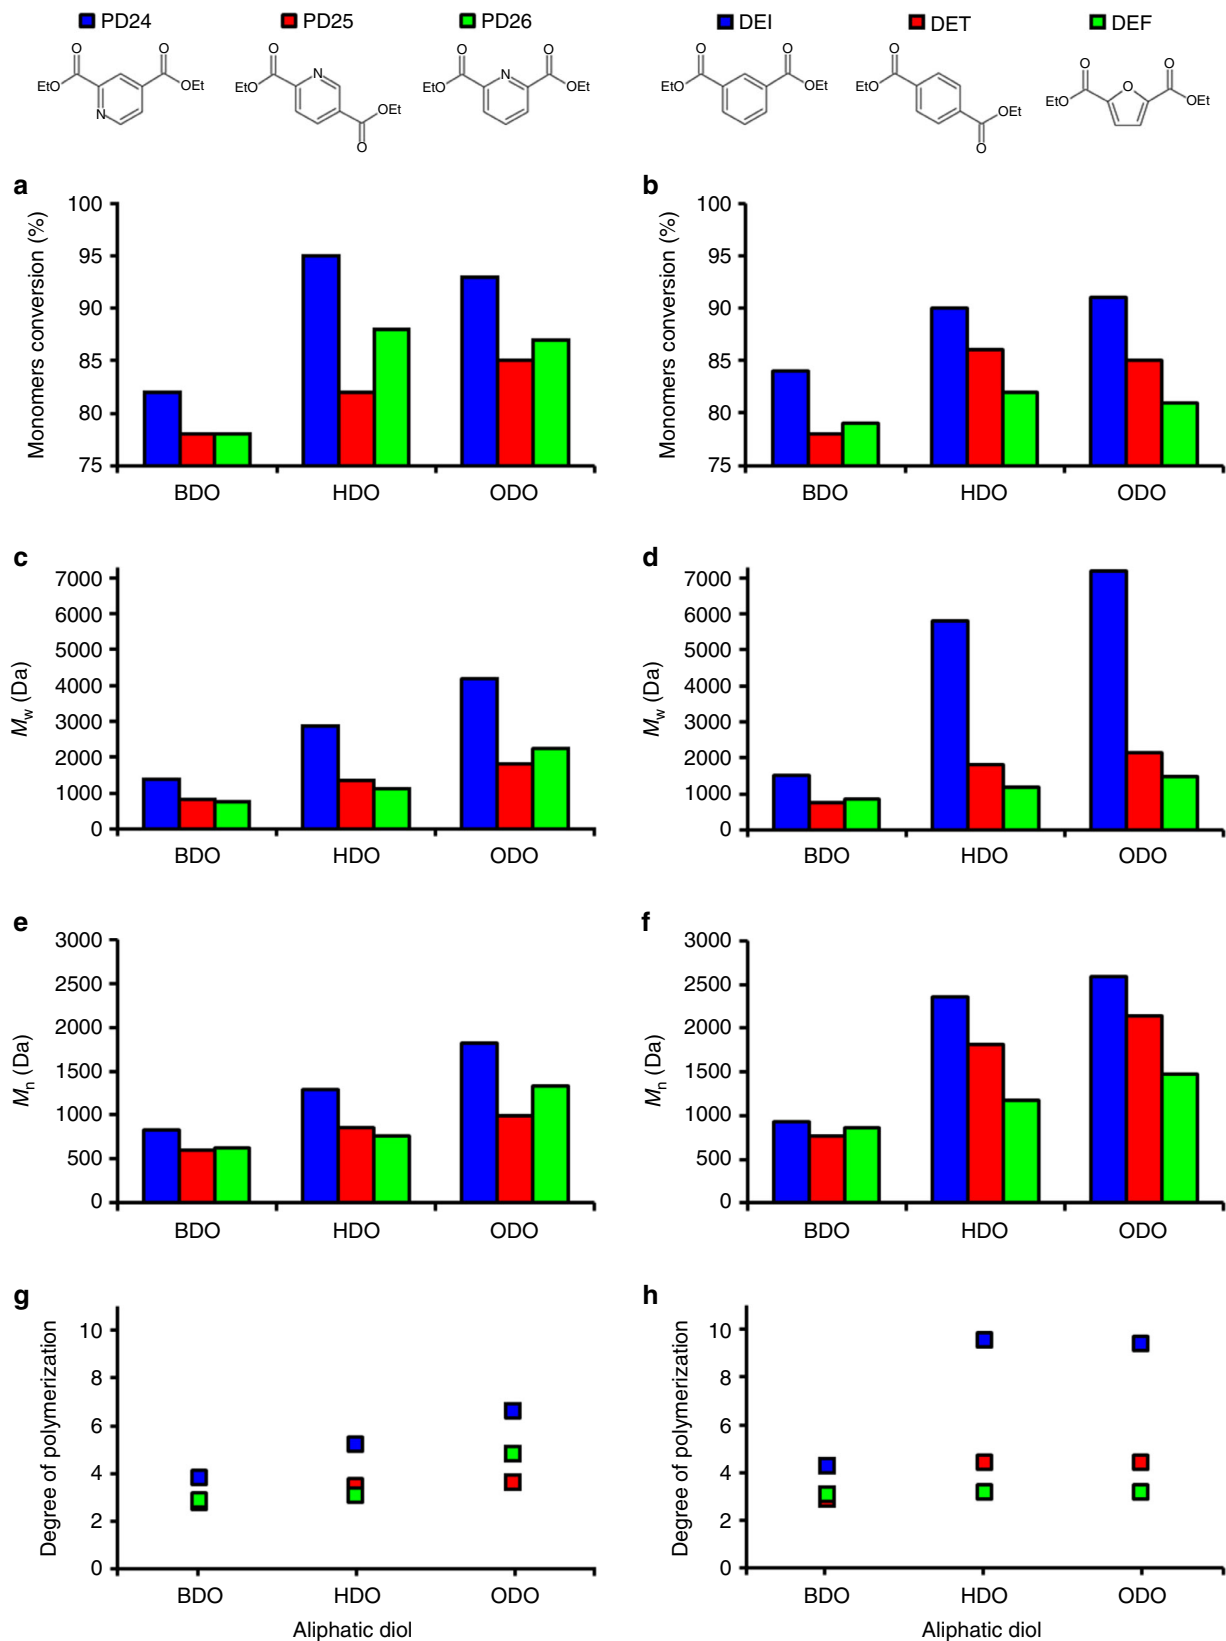 PD24 PD25 PD26 DEI DET DEF
O O O N O O O O O O O O
EtO OEt EtO EtO N OEt EtO OEt EtO EtO O OEt
N OEt OEt
O O
a
Monomers conversion (%)
100
95
90
85
80
75
BDO HDO ODO
b
Monomers conversion (%)
100
95
90
85
80
75
BDO HDO ODO
c
Mw (Da)
7000
6000
5000
4000
3000
2000
1000
0
BDO HDO ODO
d
Mw (Da)
7000
6000
5000
4000
3000
2000
1000
0
BDO HDO ODO
e
Mn (Da)
3000
2500
2000
1500
1000
500
0
BDO HDO ODO
f
Mn (Da)
3000
2500
2000
1500
1000
500
0
BDO HDO ODO
g
Degree of polymerization
10
8
6
4
2
0
BDO HDO ODO
Aliphatic diol
h
Degree of polymerization
10
8
6
4
2
0
BDO HDO ODO
Aliphatic diol